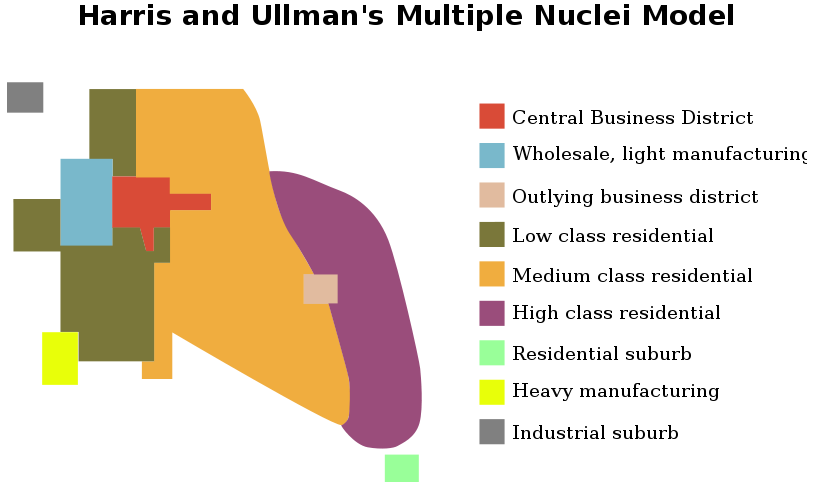 Harris and Ullman's Multiple Nuclei Model
Central Business District
Wholesale, light manufacturing
Outlying business district
Low class residential
Medium class residential
High class residential
Residential suburb
Heavy manufacturing
Industrial suburb